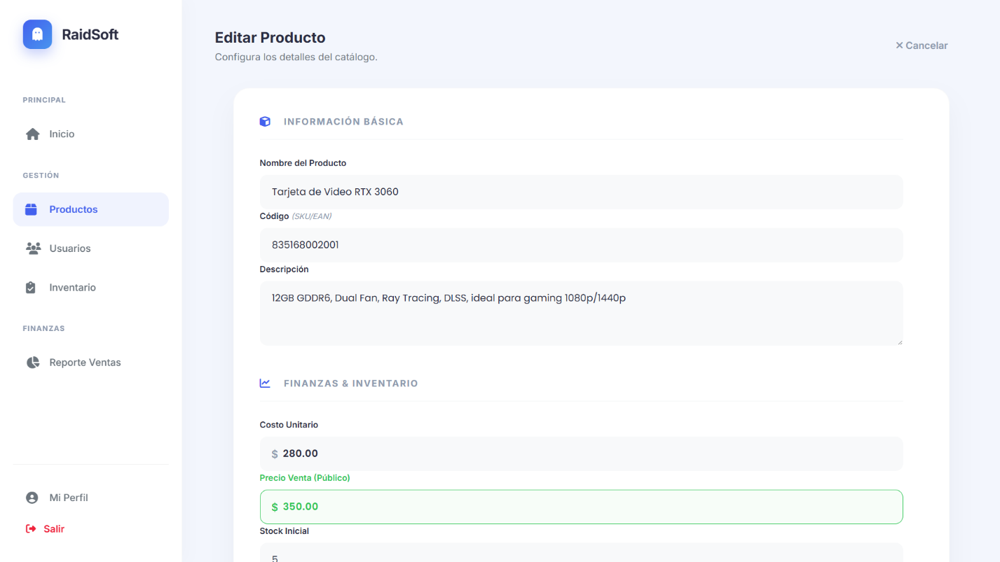 RaidSoft
PRINCIPAL
Inicio
GESTIÓN
Productos
Usuarios
Inventario
FINANZAS
Reporte Ventas
Mi Perfil
Salir
Editar Producto
Configura los detalles del catálogo.
✕ Cancelar
INFORMACIÓN BÁSICA
Nombre del Producto
Tarjeta de Video RTX 3060
Código (SKU/EAN)
835168002001
Descripción
12GB GDDR6, Dual Fan, Ray Tracing, DLSS, ideal para gaming 1080p/1440p
FINANZAS & INVENTARIO
Costo Unitario
$ 280.00
Precio Venta (Público)
$ 350.00
Stock Inicial
5